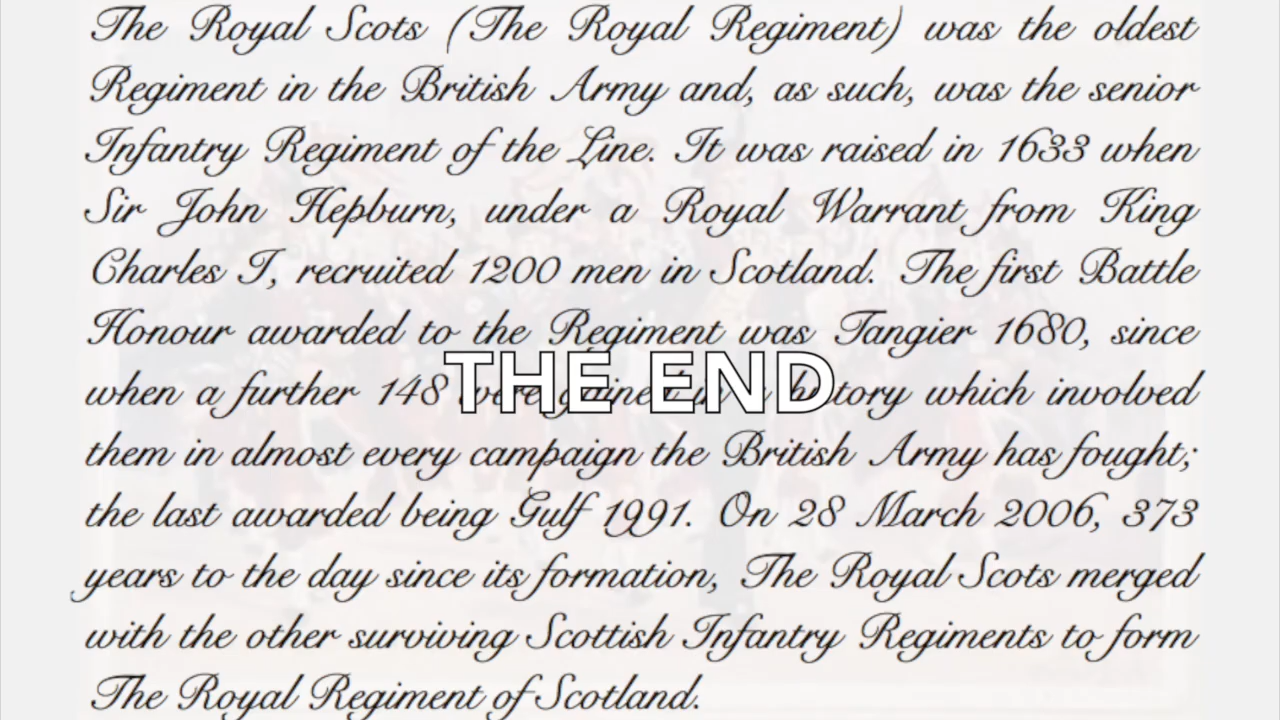 The Royal Scots (The Royal Regiment) was the oldest
Regiment in the British Army and, as such, was the senior
Infantry Regiment of the Line. It was raised in 1633 when
Sir John Hepburn, under a Royal Warrant from King
Charles I, recruited 1200 men in Scotland. The first Battle
Honour awarded to the Regiment was Tangier 1680, since
when a further 148 were gained in a history which involved
THE END
them in almost every campaign the British Army has fought;
the last awarded being Gulf 1991. On 28 March 2006, 373
years to the day since its formation, The Royal Scots merged
with the other surviving Scottish Infantry Regiments to form
The Royal Regiment of Scotland.